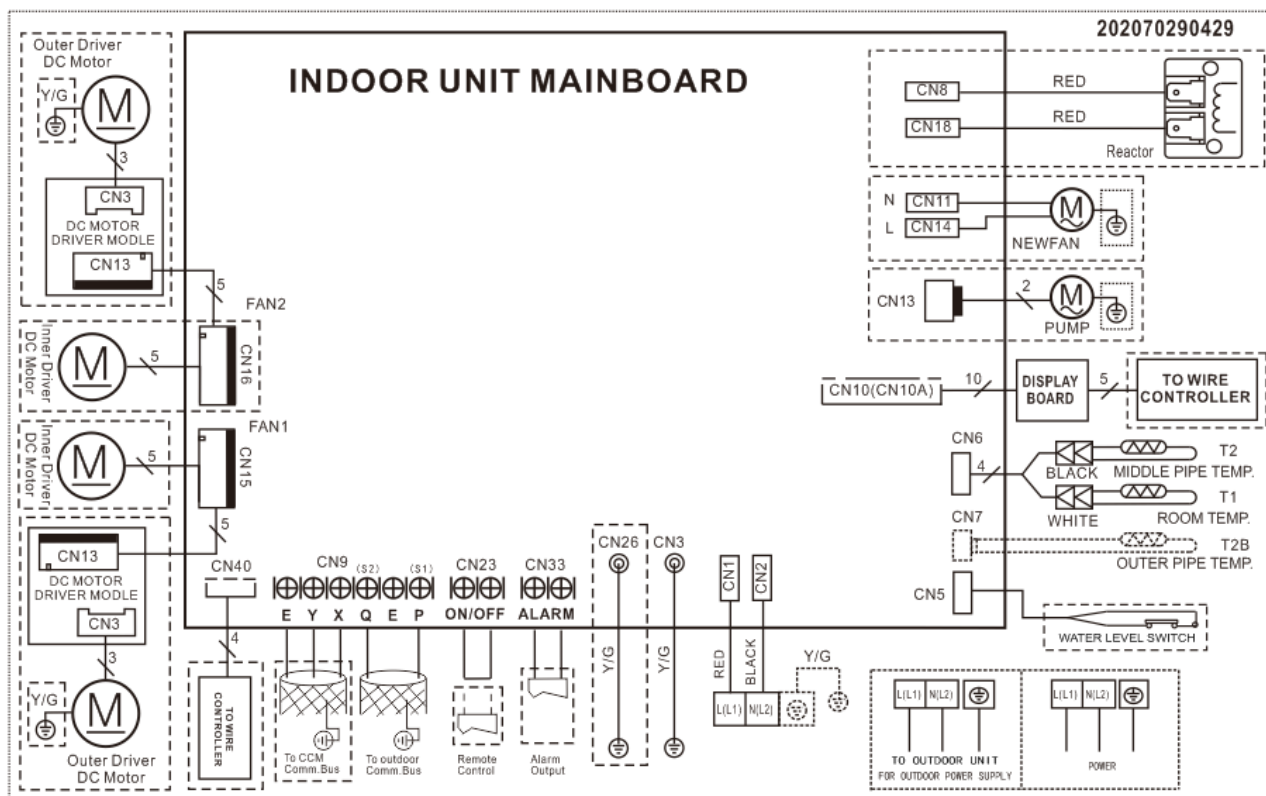 202070290429
INDOOR UNIT MAINBOARD
Outer Driver
DC Motor
Y/G
M
3
CN3
DC MOTOR
DRIVER MODLE
CN13
5
FAN2
Inner Driver
DC Motor
M
5
CN16
FAN1
Inner Driver
DC Motor
M
5
CN15
5
CN13
DC MOTOR
DRIVER MODLE
CN3
3
Y/G
M
Outer Driver
DC Motor
CN8
RED
CN18
RED
Reactor
N
CN11
L
CN14
M
NEWFAN
CN13
2
M
PUMP
CN10(CN10A)
10
DISPLAY
BOARD
5
TO WIRE
CONTROLLER
CN6
4
BLACK
T2
MIDDLE PIPE TEMP.
WHITE
T1
ROOM TEMP.
CN7
T2B
OUTER PIPE TEMP.
CN5
WATER LEVEL SWITCH
CN40
4
TO WIRE
CONTROLLER
CN9
(S2)
(S1)
E Y X Q E P
To CCM
Comm.Bus
To outdoor
Comm.Bus
CN23
ON/OFF
Remote
Control
CN33
ALARM
Alarm
Output
CN26
Y/G
CN3
Y/G
CN1
CN2
RED
BLACK
Y/G
L(L1) N(L2)
L(L1) N(L2)
TO OUTDOOR UNIT
FOR OUTDOOR POWER SUPPLY
L(L1) N(L2)
POWER